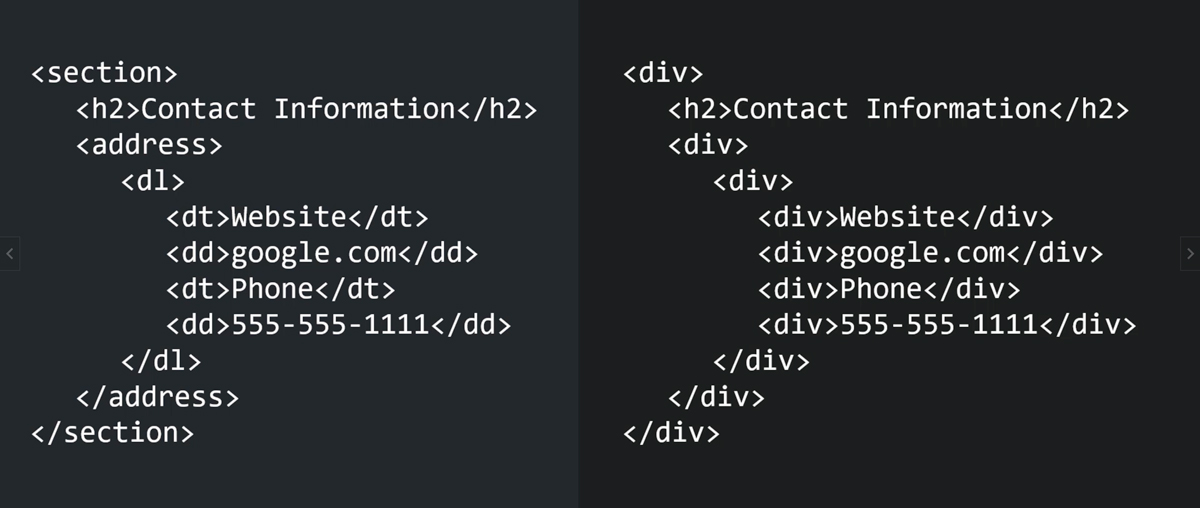 <section>
<h2>Contact Information</h2>
<address>
<dl>
<dt>Website</dt>
<dd>google.com</dd>
<dt>Phone</dt>
<dd>555-555-1111</dd>
</dl>
</address>
</section>
<div>
<h2>Contact Information</h2>
<div>
<div>
<div>Website</div>
<div>google.com</div>
<div>Phone</div>
<div>555-555-1111</div>
</div>
</div>
</div>